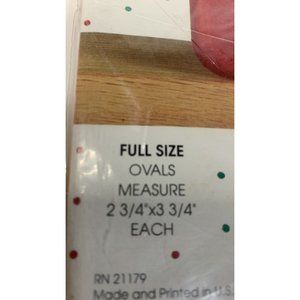 FULL SIZE
OVALS
MEASURE
2 3/4"x3 3/4"
EACH
RN 21179
Made and Printed in U.S.